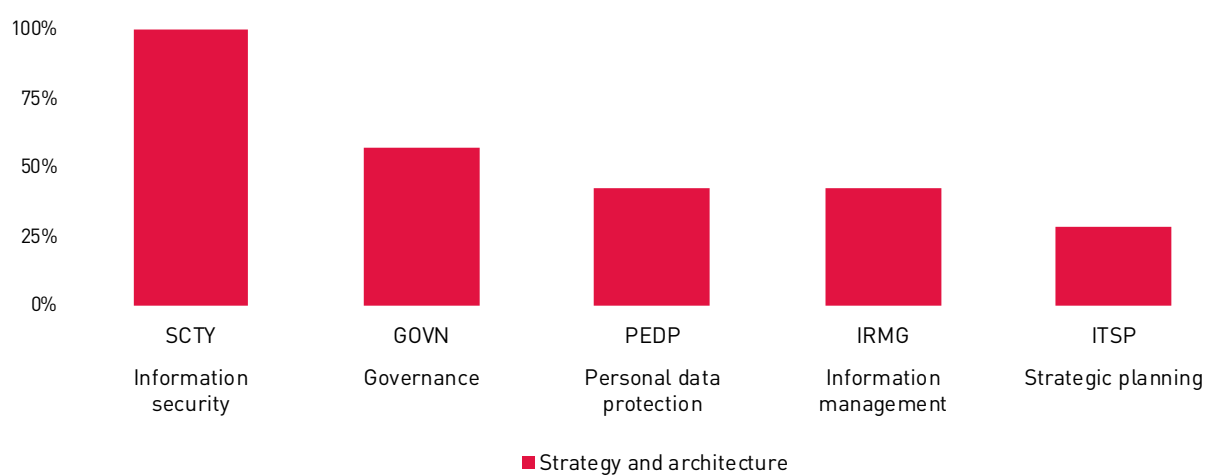 100%
75%
50%
25%
0%
SCTY
GOVN
PEDP
IRMG
ITSP
Information
security
Governance
Personal data
protection
Information
management
Strategic planning
Strategy and architecture